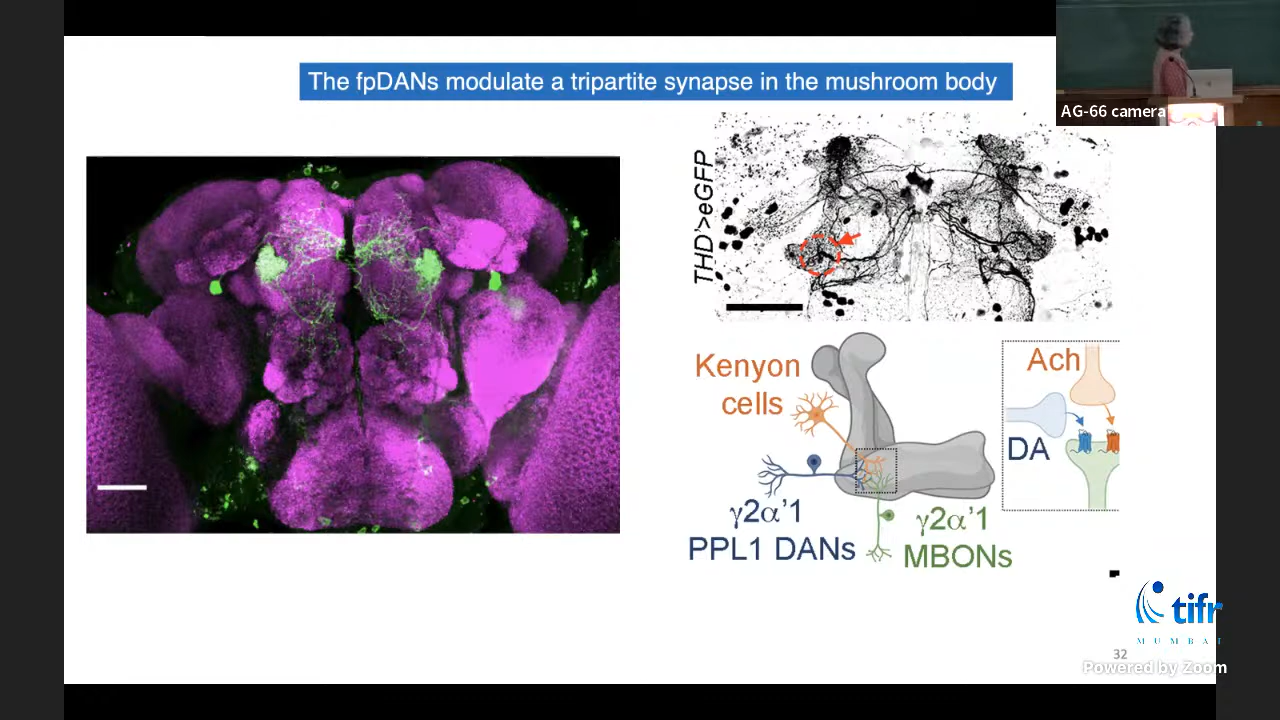 The fpDANs modulate a tripartite synapse in the mushroom body
AG-66 camera
THD'>eGFP
Kenyon
cells
Ach
DA
γ2α’1
PPL1 DANs
γ2α’1
MBONs
tifr
MUMBAI
32
Powered by Zoom